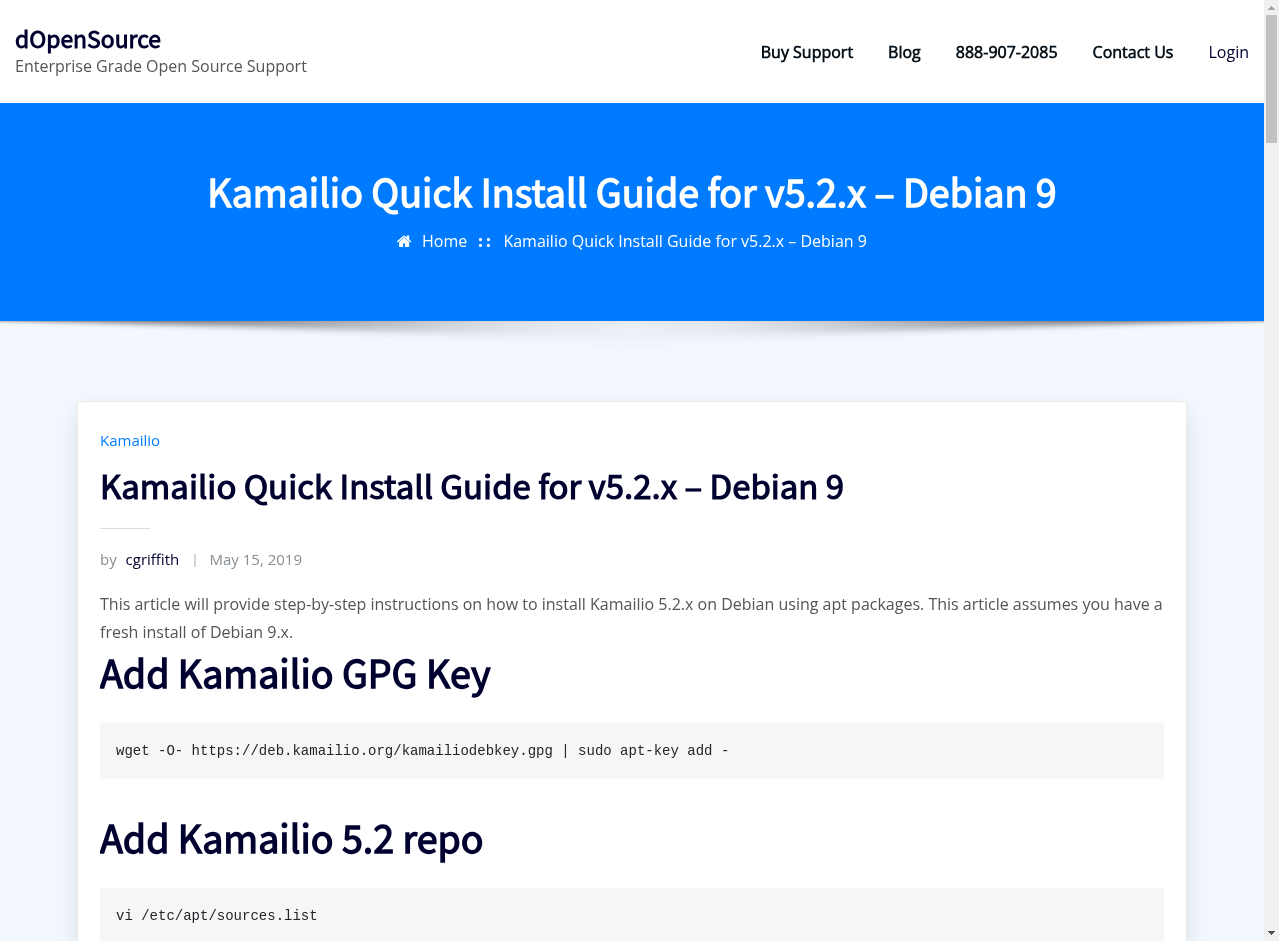 dOpenSource
Enterprise Grade Open Source Support
Buy Support Blog 888-907-2085 Contact Us Login
Kamailio Quick Install Guide for v5.2.x – Debian 9
Home :: Kamailio Quick Install Guide for v5.2.x – Debian 9
Kamailio
Kamailio Quick Install Guide for v5.2.x – Debian 9
by cgriffith | May 15, 2019
This article will provide step-by-step instructions on how to install Kamailio 5.2.x on Debian using apt packages. This article assumes you have a
fresh install of Debian 9.x.
Add Kamailio GPG Key
wget -O- https://deb.kamailio.org/kamailiodebkey.gpg | sudo apt-key add -
Add Kamailio 5.2 repo
vi /etc/apt/sources.list